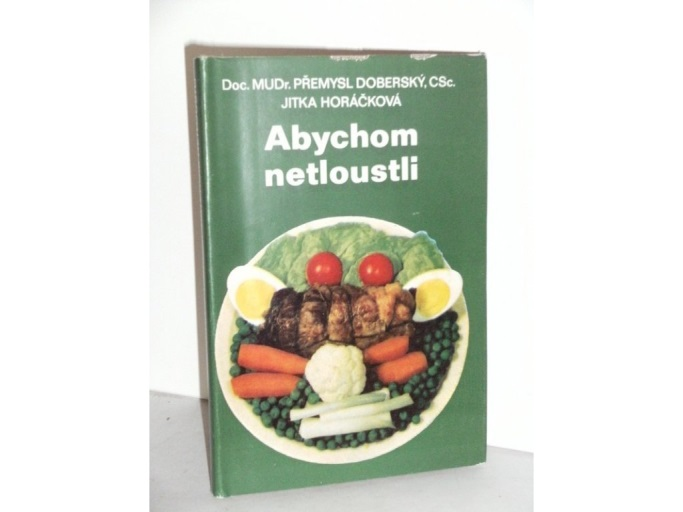 Doc. MUDr. PŘEMYSL DOBERSKÝ, CSc.
JITKA HORÁČKOVÁ
Abychom
netloustli